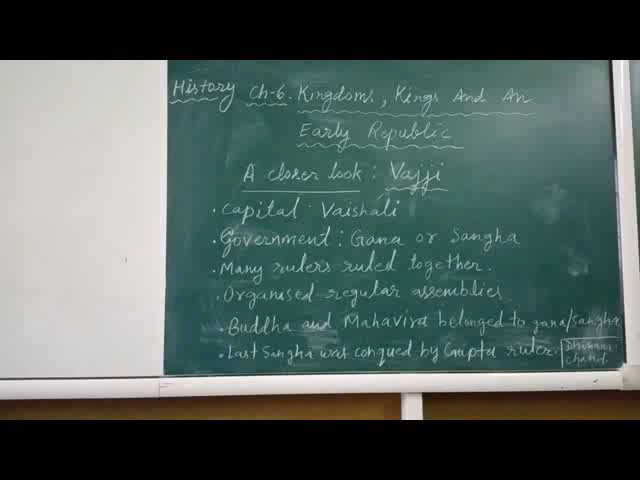 History Ch-6. Kingdoms, Kings And An
Early Republic
A closer look : Vajji
• Capital : Vaishali
• Government : Gana or Sangha
• Many rulers ruled together.
• Organised regular assemblies
• Buddha and Mahavira belonged to gana/Sangha.
• Last Sangha was conqued by Gaupta ruler.